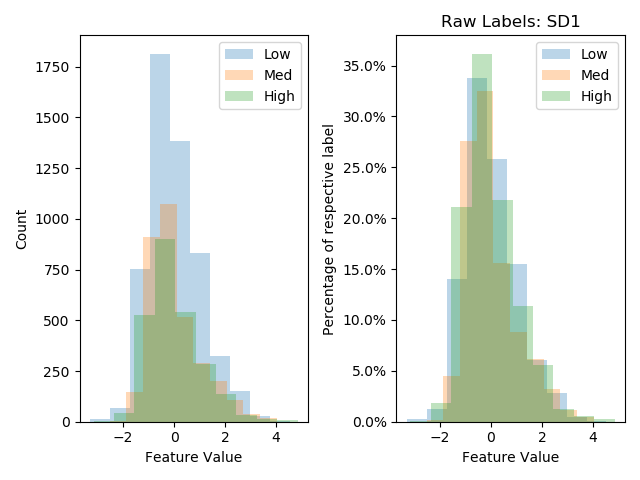 Raw Labels: SD1
Count
1750
1500
1250
1000
750
500
250
0
Low
Med
High
−2
0
2
4
Feature Value
Percentage of respective label
35.0%
30.0%
25.0%
20.0%
15.0%
10.0%
5.0%
0.0%
Low
Med
High
−2
0
2
4
Feature Value